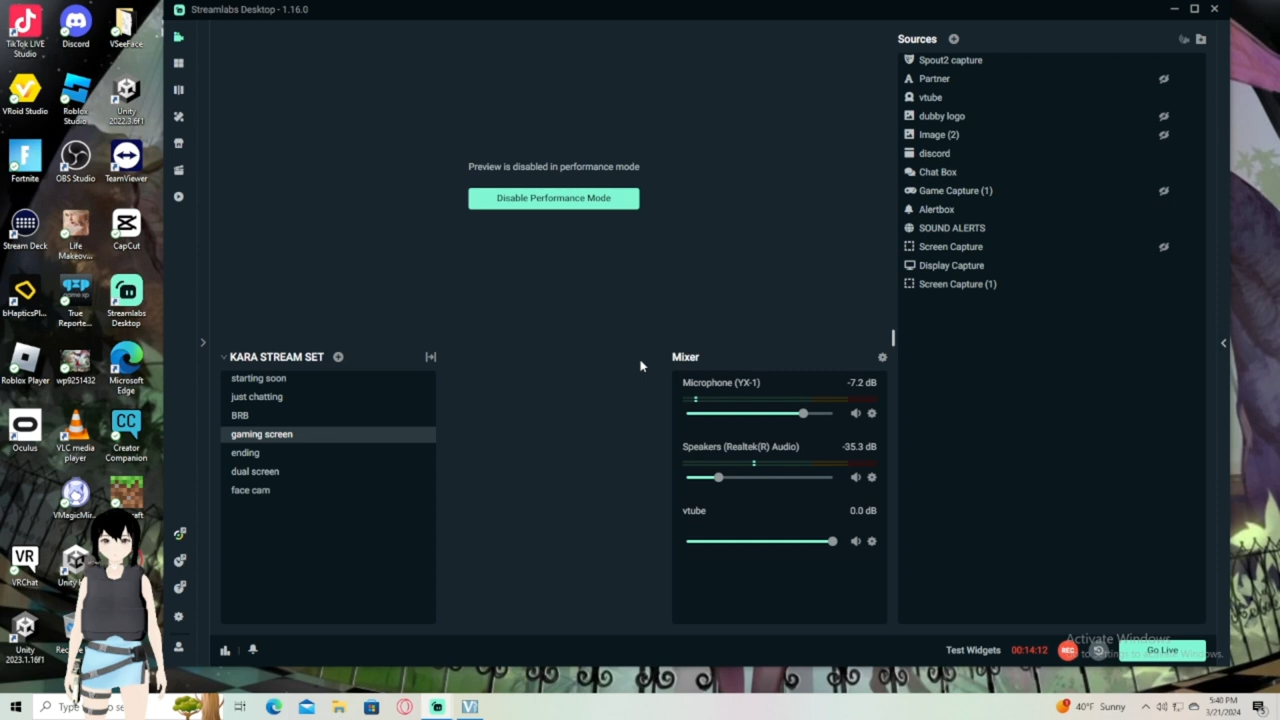 Streamlabs Desktop - 1.16.0
TikTok LIVE
Studio
Discord
VSeeFace
VRoid Studio
Roblox
Studio
Unity
2022.3.6f1
Fortnite
OBS Studio
TeamViewer
Stream Deck
Life
Makeov...
CapCut
bHapticsPl...
True
Reporte...
Streamlabs
Desktop
Roblox Player
wp9251432
Microsoft
Edge
Oculus
VLC media
player
Creator
Companion
VMagicMir...
VRChat
Unity
Unity
2023.1.16f1
Preview is disabled in performance mode
Disable Performance Mode
KARA STREAM SET
starting soon
just chatting
BRB
gaming screen
ending
dual screen
face cam
Mixer
Microphone (YX-1) -7.2 dB
Speakers (Realtek(R) Audio) -35.3 dB
vtube 0.0 dB
Sources
Spout2 capture
Partner
vtube
dubby logo
Image (2)
discord
Chat Box
Game Capture (1)
Alertbox
SOUND ALERTS
Screen Capture
Display Capture
Screen Capture (1)
Activate Windows
Go to Settings to activate Windows.
Test Widgets 00:14:12 REC Go Live
40°F Sunny
5:40 PM
3/21/2024